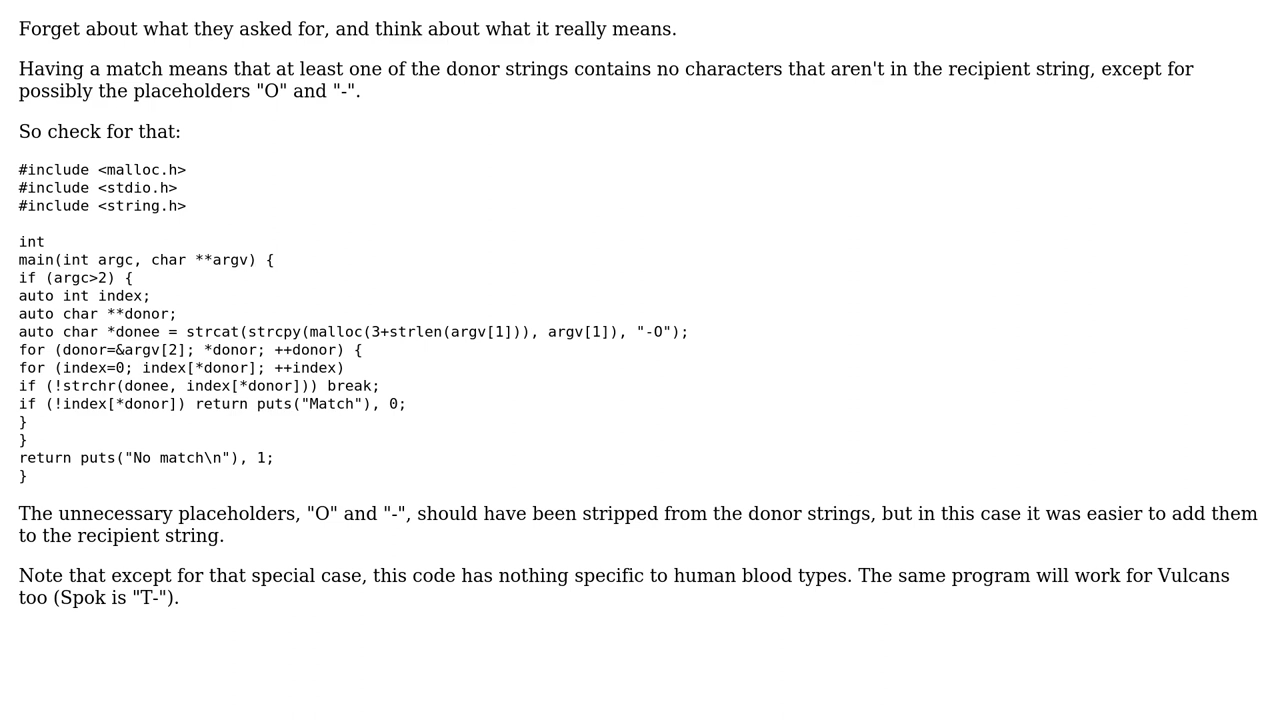 Forget about what they asked for, and think about what it really means.
Having a match means that at least one of the donor strings contains no characters that aren't in the recipient string, except for
possibly the placeholders "O" and "-".
So check for that:
#include <malloc.h>
#include <stdio.h>
#include <string.h>
int
main(int argc, char **argv) {
if (argc>2) {
auto int index;
auto char **donor;
auto char *donee = strcat(strcpy(malloc(3+strlen(argv[1])), argv[1]), "-O");
for (donor=&argv[2]; *donor; ++donor) {
for (index=0; index[*donor]; ++index)
if (!strchr(donee, index[*donor])) break;
if (!index[*donor]) return puts("Match"), 0;
}
}
return puts("No match\n"), 1;
}
The unnecessary placeholders, "O" and "-", should have been stripped from the donor strings, but in this case it was easier to add them
to the recipient string.
Note that except for that special case, this code has nothing specific to human blood types. The same program will work for Vulcans
too (Spok is "T-").